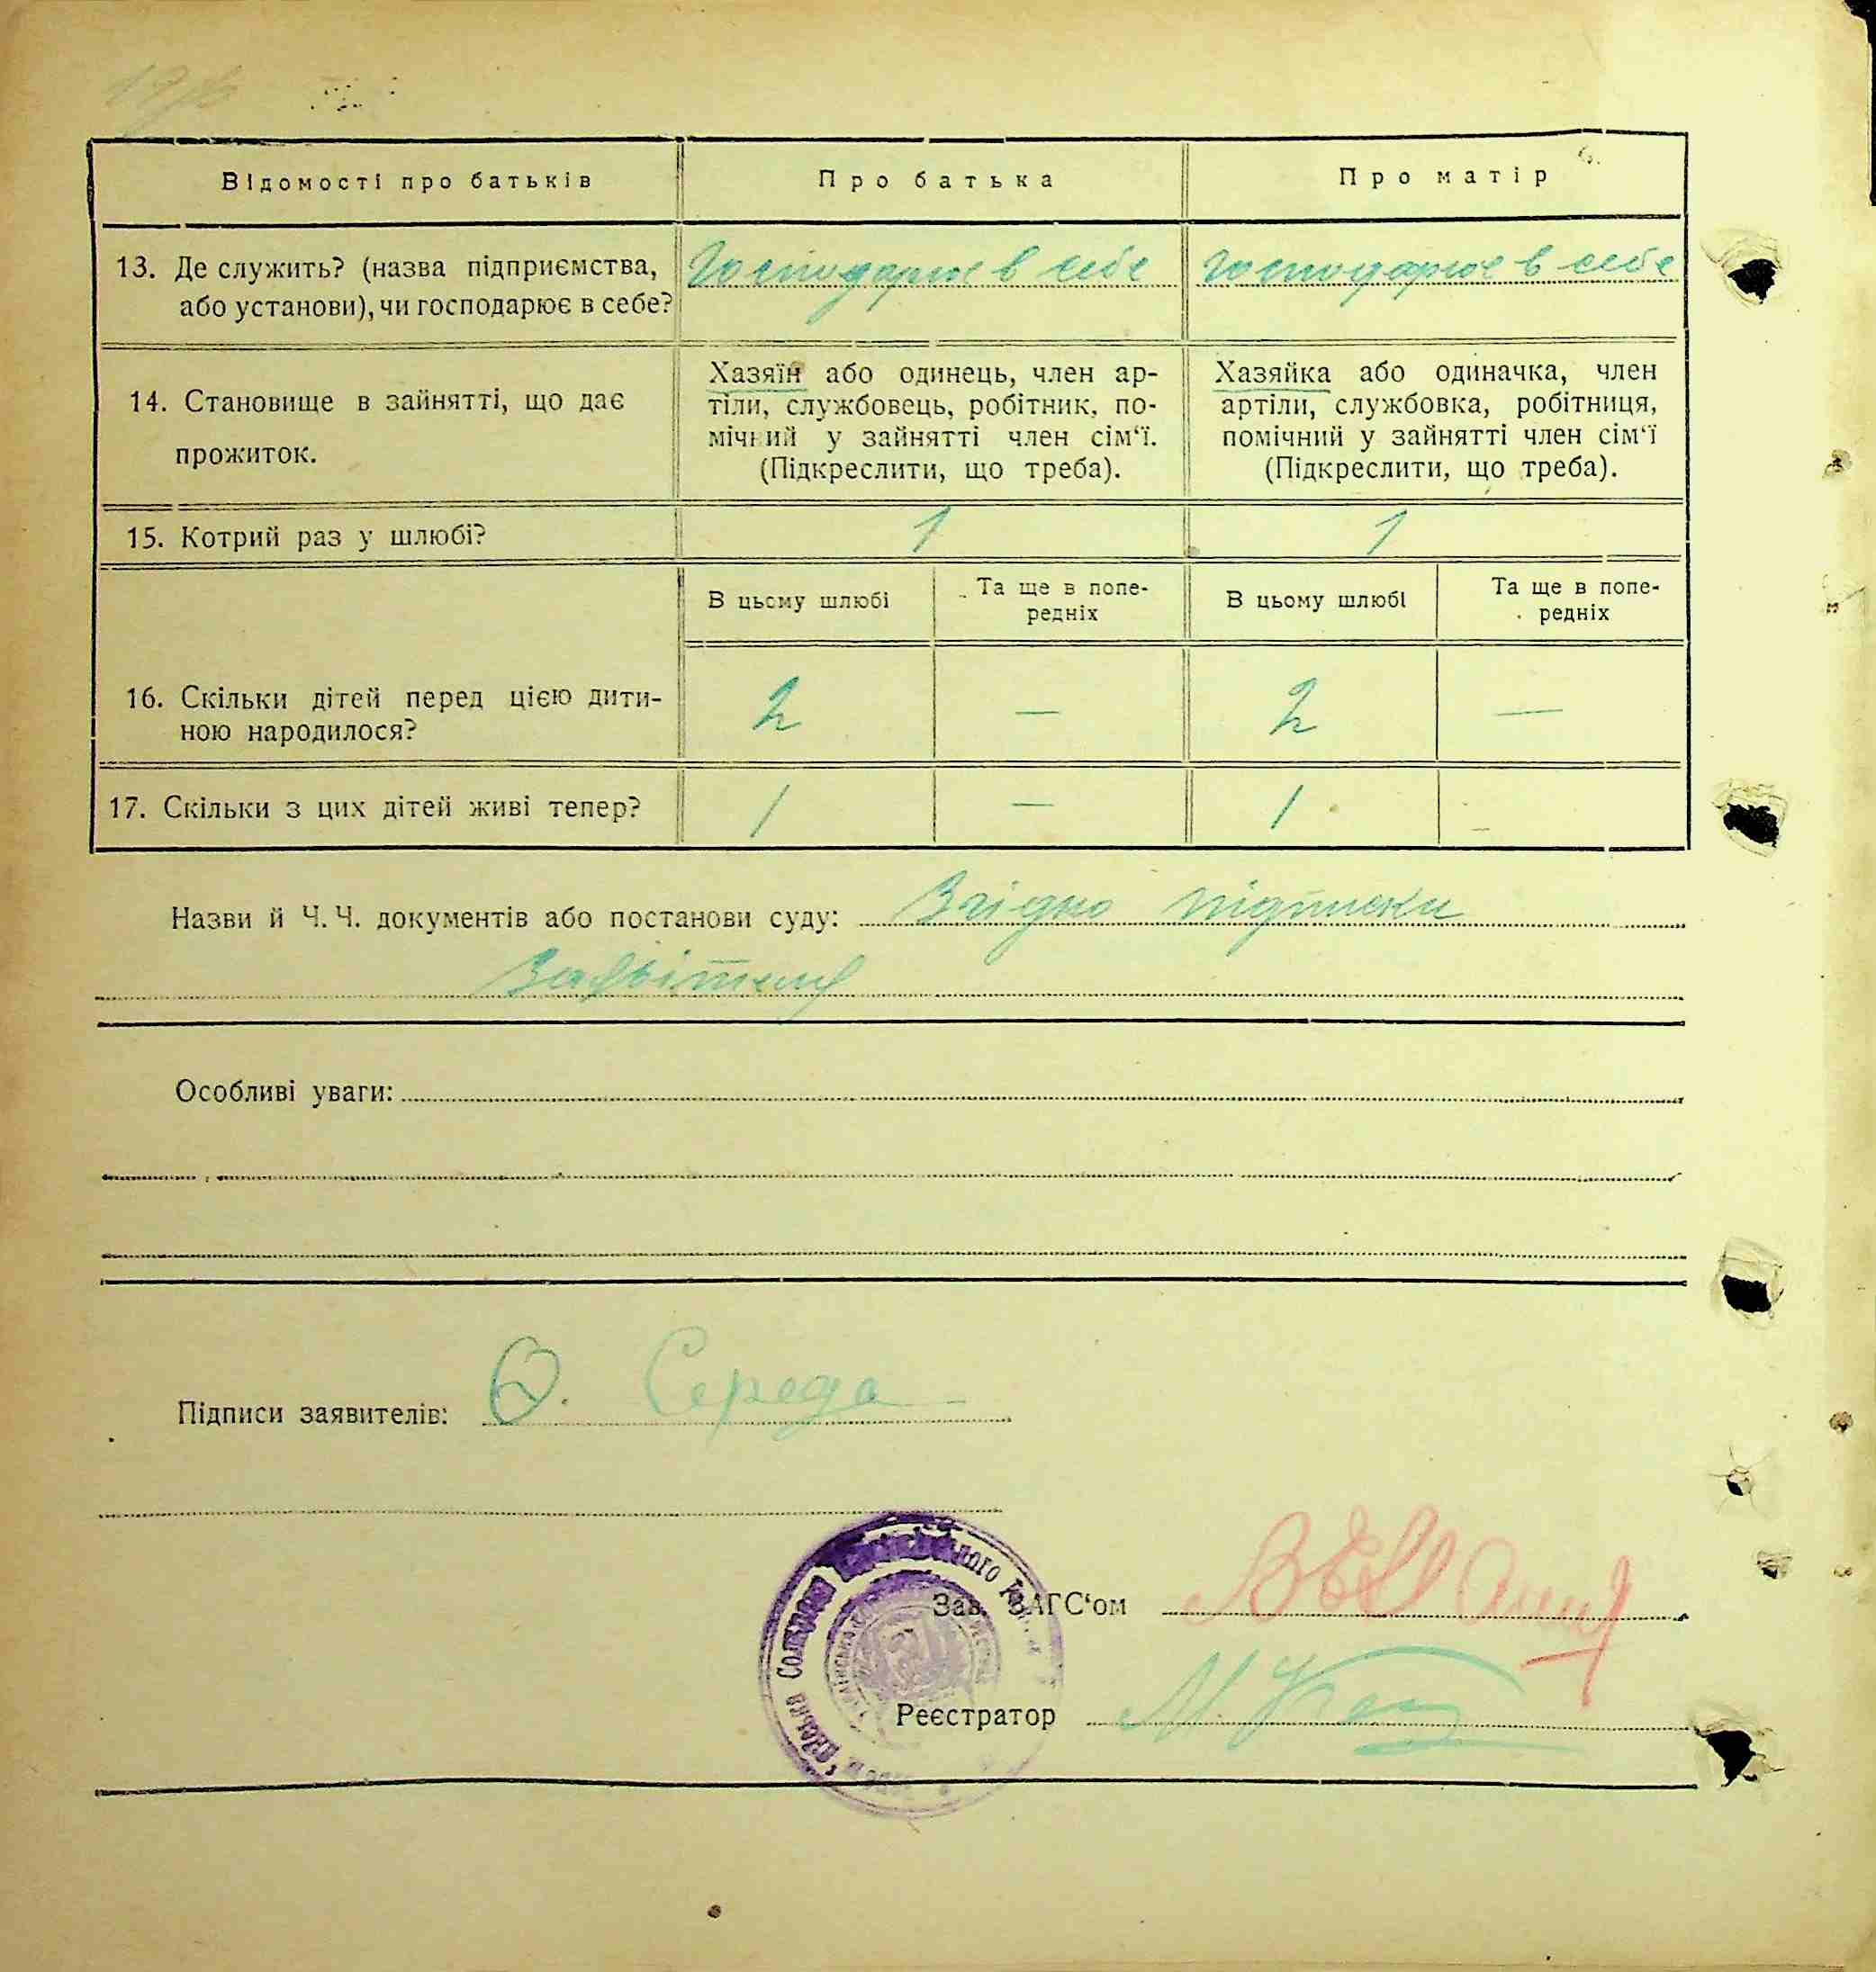 Відомості про батьків
Про батька
Про матір
13. Де служить? (назва підприємства,
або установи), чи господарює в себе?
Господарює в себе
Господарює в себе
14. Становище в зайнятті, що дає
прожиток.
Хазяїн або одинець, член ар-
тіли, службовець, робітник, по-
мічний у зайнятті член сім‘ї.
(Підкреслити, що треба).
Хазяйка або одиначка, член
артіли, службовка, робітниця,
помічний у зайнятті член сім‘ї
(Підкреслити, що треба).
15. Котрий раз у шлюбі?
1
1
В цьому шлюбі
Та ще в попе-
редніх
В цьому шлюбі
Та ще в попе-
редніх
16. Скільки дітей перед цією дити-
ною народилося?
2
—
2
—
17. Скільки з цих дітей живі тепер?
1
—
1
—
Назви й Ч. Ч. документів або постанови суду: Згідно підписки
Особливі уваги:
Підписи заявителів: О. Середа
Зав. ЗАГС‘ом
Реєстратор